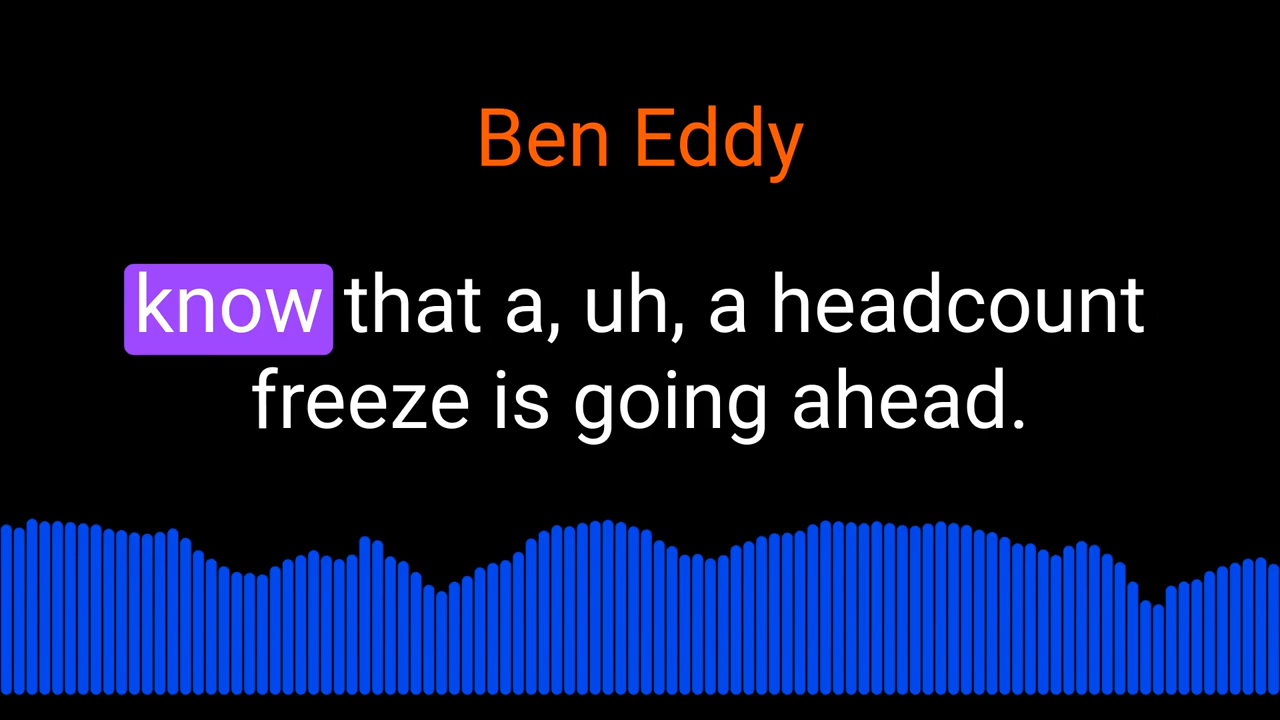 Ben Eddy
know that a, uh, a headcount
freeze is going ahead.